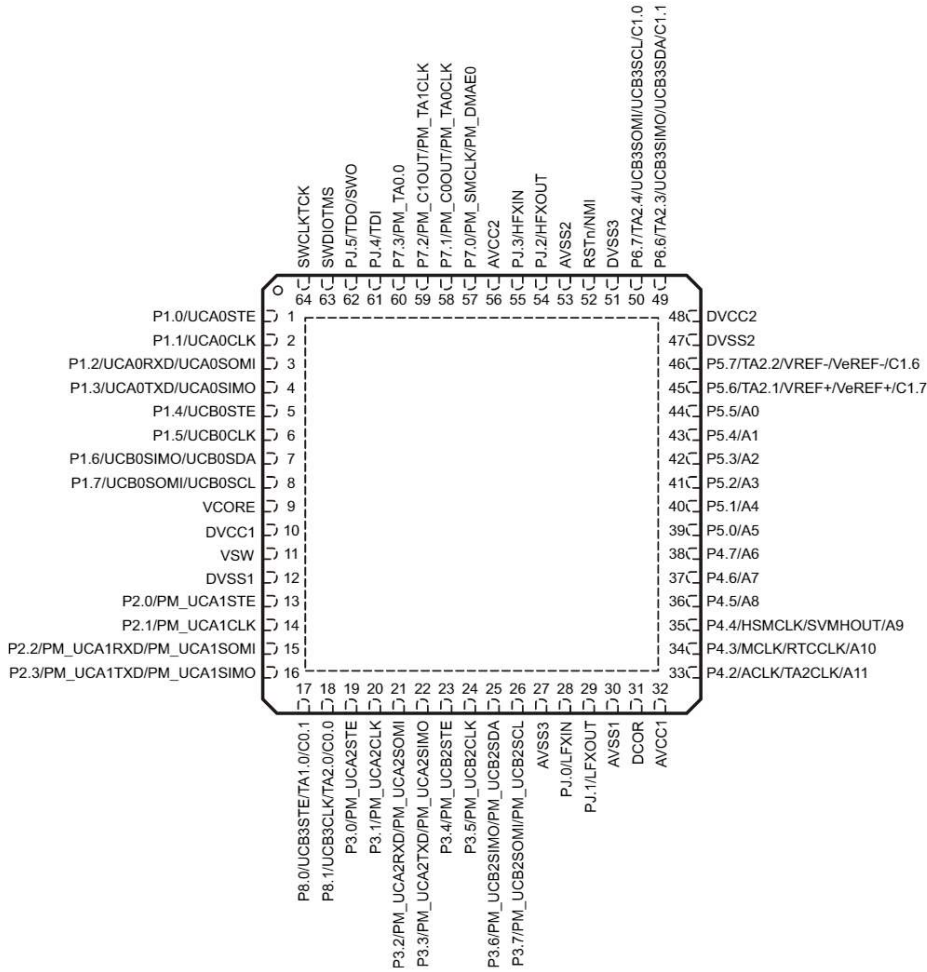 SWCLKTCK
SWDIOTMS
PJ.5/TDO/SWO
PJ.4/TDI
P7.3/PM_TA0.0
P7.2/PM_C1OUT/PM_TA1CLK
P7.1/PM_C0OUT/PM_TA0CLK
P7.0/PM_SMCLK/PM_DMAE0
AVCC2
PJ.3/HFXIN
PJ.2/HFXOUT
AVSS2
RSTn/NMI
DVSS3
P6.7/TA2.4/UCB3SOMI/UCB3SCL/C1.0
P6.6/TA2.3/UCB3SIMO/UCB3SDA/C1.1
64 63 62 61 60 59 58 57 56 55 54 53 52 51 50 49
P1.0/UCA0STE 1
P1.1/UCA0CLK 2
P1.2/UCA0RXD/UCA0SOMI 3
P1.3/UCA0TXD/UCA0SIMO 4
P1.4/UCB0STE 5
P1.5/UCB0CLK 6
P1.6/UCB0SIMO/UCB0SDA 7
P1.7/UCB0SOMI/UCB0SCL 8
VCORE 9
DVCC1 10
VSW 11
DVSS1 12
P2.0/PM_UCA1STE 13
P2.1/PM_UCA1CLK 14
P2.2/PM_UCA1RXD/PM_UCA1SOMI 15
P2.3/PM_UCA1TXD/PM_UCA1SIMO 16
48 DVCC2
47 DVSS2
46 P5.7/TA2.2/VREF-/VeREF-/C1.6
45 P5.6/TA2.1/VREF+/VeREF+/C1.7
44 P5.5/A0
43 P5.4/A1
42 P5.3/A2
41 P5.2/A3
40 P5.1/A4
39 P5.0/A5
38 P4.7/A6
37 P4.6/A7
36 P4.5/A8
35 P4.4/HSMCLK/SVMHOUT/A9
34 P4.3/MCLK/RTCCLK/A10
33 P4.2/ACLK/TA2CLK/A11
17 18 19 20 21 22 23 24 25 26 27 28 29 30 31 32
P8.0/UCB3STE/TA1.0/C0.1
P8.1/UCB3CLK/TA2.0/C0.0
P3.0/PM_UCA2STE
P3.1/PM_UCA2CLK
P3.2/PM_UCA2RXD/PM_UCA2SOMI
P3.3/PM_UCA2TXD/PM_UCA2SIMO
P3.4/PM_UCB2STE
P3.5/PM_UCB2CLK
P3.6/PM_UCB2SIMO/PM_UCB2SDA
P3.7/PM_UCB2SOMI/PM_UCB2SCL
AVSS3
PJ.0/LFXIN
PJ.1/LFXOUT
AVSS1
DCOR
AVCC1